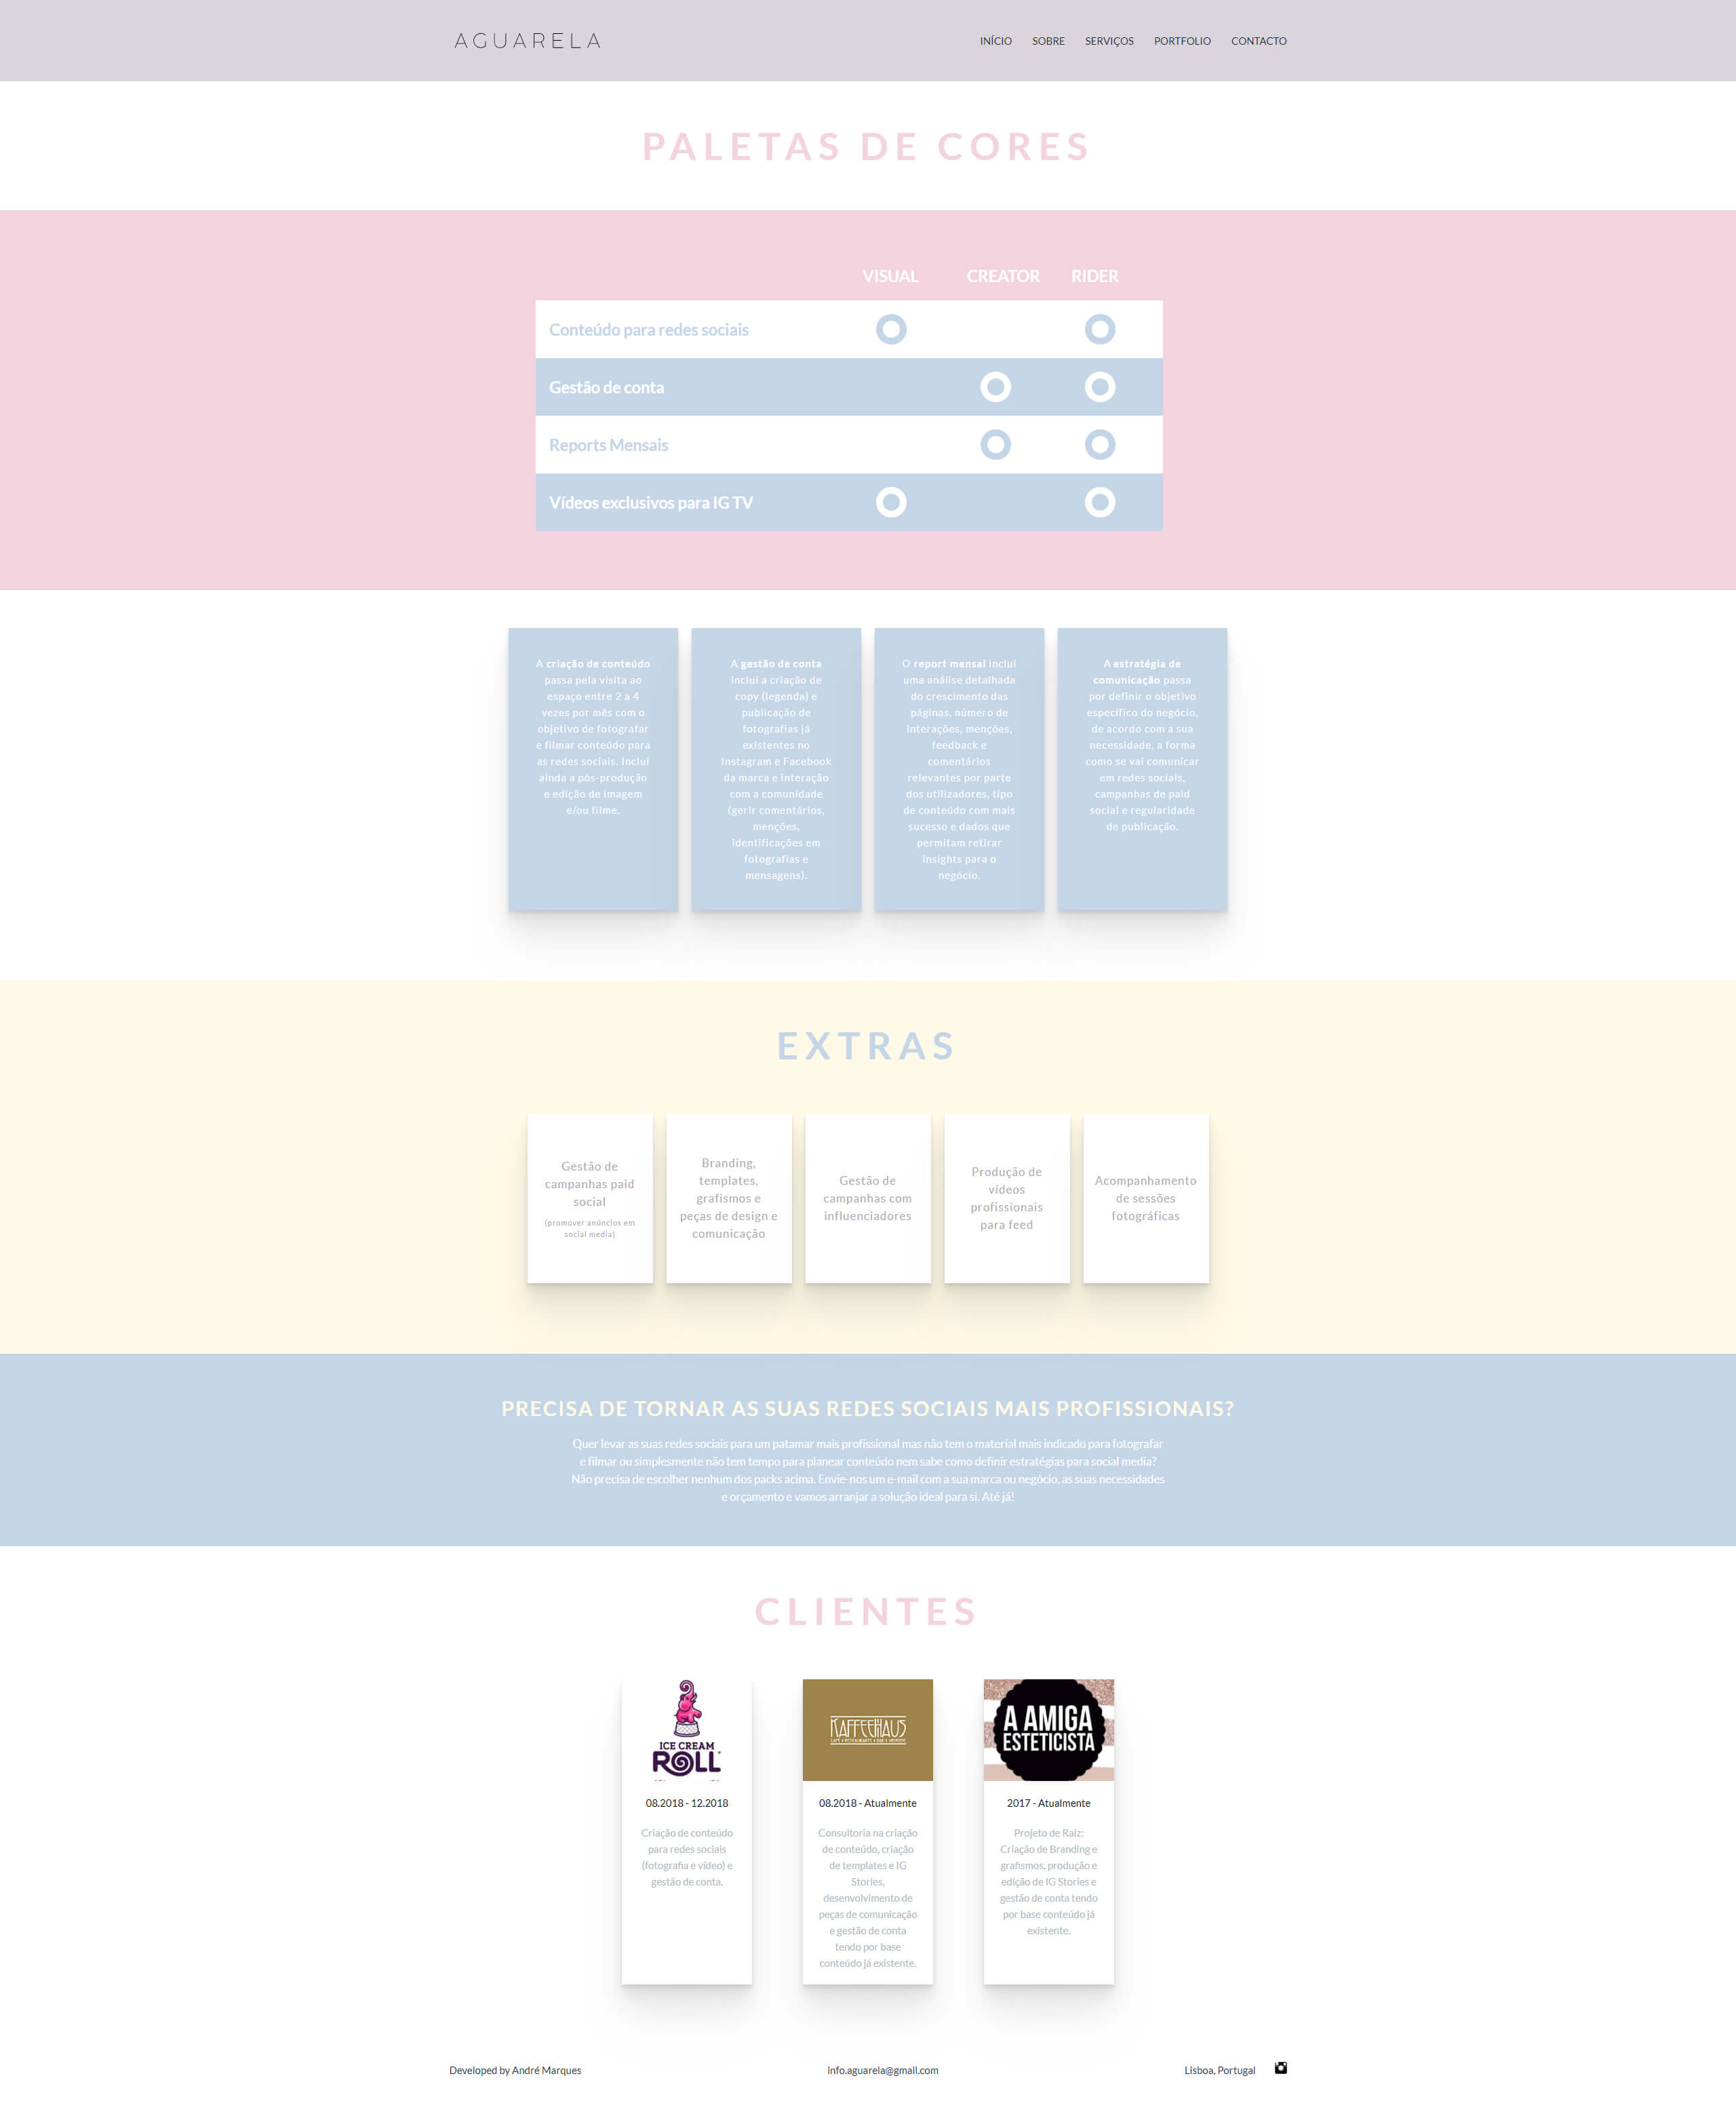 AGUARELA
INÍCIO SOBRE SERVIÇOS PORTFOLIO CONTACTO
PALETAS DE CORES
VISUAL CREATOR RIDER
Conteúdo para redes sociais
Gestão de conta
Reports Mensais
Vídeos exclusivos para IG TV
A criação de conteúdo
passa pela visita ao
espaço entre 2 a 4
vezes por mês com o
objetivo de fotografar
e filmar conteúdo para
as redes sociais. Inclui
ainda a pós-produção
e edição de imagem
e/ou filme.
A gestão de conta
inclui a criação de
copy (legenda) e
publicação de
fotografias já
existentes no
Instagram e Facebook
da marca e interação
com a comunidade
(gerir comentários,
menções,
identificações em
fotografias e
mensagens).
O report mensal inclui
uma análise detalhada
do crescimento das
páginas, número de
interações, menções,
feedback e
comentários
relevantes por parte
dos utilizadores, tipo
de conteúdo com mais
sucesso e dados que
permitam retirar
insights para o
negócio.
A estratégia de
comunicação passa
por definir o objetivo
específico do negócio,
de acordo com a sua
necessidade, a forma
como se vai comunicar
em redes sociais,
campanhas de paid
social e regularidade
de publicação.
EXTRAS
Gestão de
campanhas paid
social
(promover anúncios em
social media)
Branding,
templates,
grafismos e
peças de design e
comunicação
Gestão de
campanhas com
influenciadores
Produção de
vídeos
profissionais
para feed
Acompanhamento
de sessões
fotográficas
PRECISA DE TORNAR AS SUAS REDES SOCIAIS MAIS PROFISSIONAIS?
Quer levar as suas redes sociais para um patamar mais profissional mas não tem o material mais indicado para fotografar
e filmar ou simplesmente não tem tempo para planear conteúdo nem sabe como definir estratégias para social media?
Não precisa de escolher nenhum dos packs acima. Envie-nos um e-mail com a sua marca ou negócio, as suas necessidades
e orçamento e vamos arranjar a solução ideal para si. Até já!
CLIENTES
ICE CREAM
ROLL
08.2018 - 12.2018
Criação de conteúdo
para redes sociais
(fotografia e vídeo) e
gestão de conta.
KAFFEEHAUS
08.2018 - Atualmente
Consultoria na criação
de conteúdo, criação
de templates e IG
Stories,
desenvolvimento de
peças de comunicação
e gestão de conta
tendo por base
conteúdo já existente.
A AMIGA
ESTETICISTA
2017 - Atualmente
Projeto de Raíz:
Criação de Branding e
grafismos, produção e
edição de IG Stories e
gestão de conta tendo
por base conteúdo já
existente.
Developed by André Marques
info.aguarela@gmail.com
Lisboa, Portugal